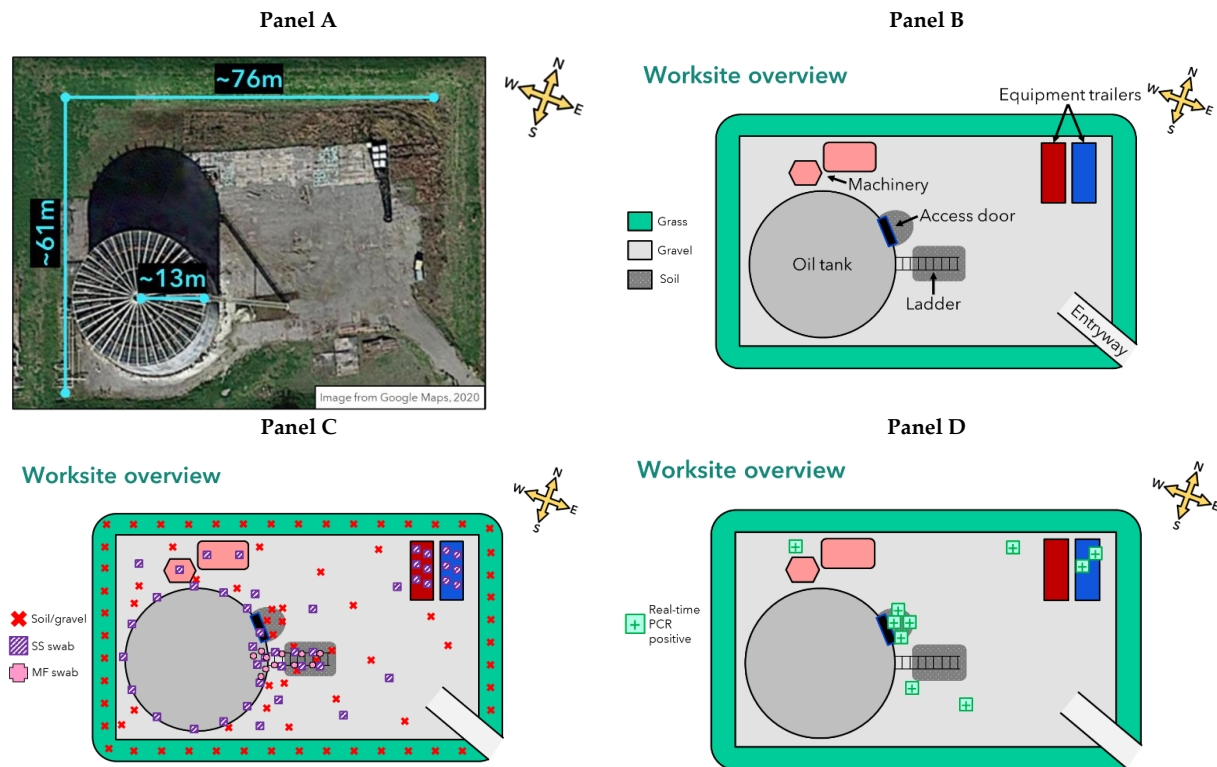 Panel A
~76m
~61m
~13m
Image from Google Maps, 2020
N
W
E
S
Panel B
Worksite overview
N
W
E
S
Equipment trailers
Machinery
Access door
Oil tank
Ladder
Entryway
Grass
Gravel
Soil
Panel C
Worksite overview
N
W
E
S
Soil/gravel
SS swab
MF swab
Panel D
Worksite overview
N
W
E
S
Real-time
PCR
positive